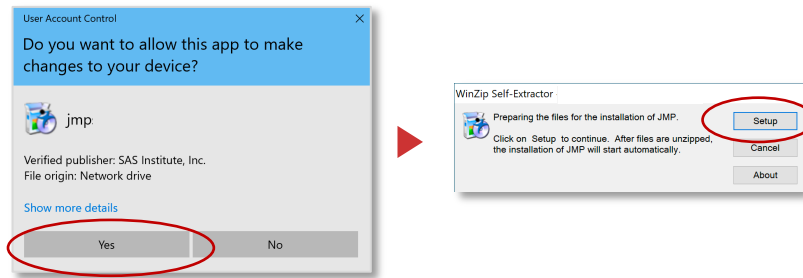 User Account Control
Do you want to allow this app to make
changes to your device?
jmp
Verified publisher: SAS Institute, Inc.
File origin: Network drive
Show more details
Yes
No
WinZip Self-Extractor
Preparing the files for the installation of JMP.
Click on Setup to continue. After files are unzipped,
the installation of JMP will start automatically.
Setup
Cancel
About